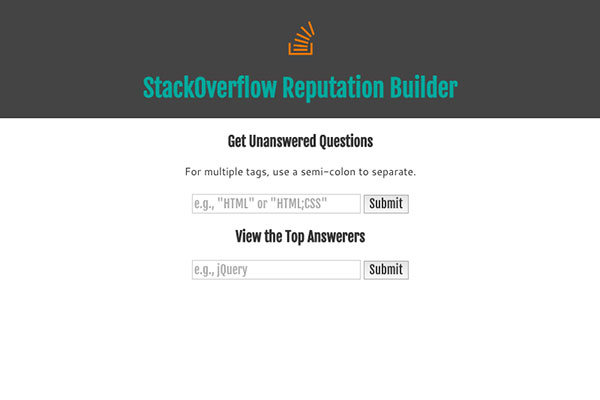 StackOverflow Reputation Builder
Get Unanswered Questions
For multiple tags, use a semi-colon to separate.
e.g., "HTML" or "HTML;CSS" Submit
View the Top Answerers
e.g., jQuery Submit